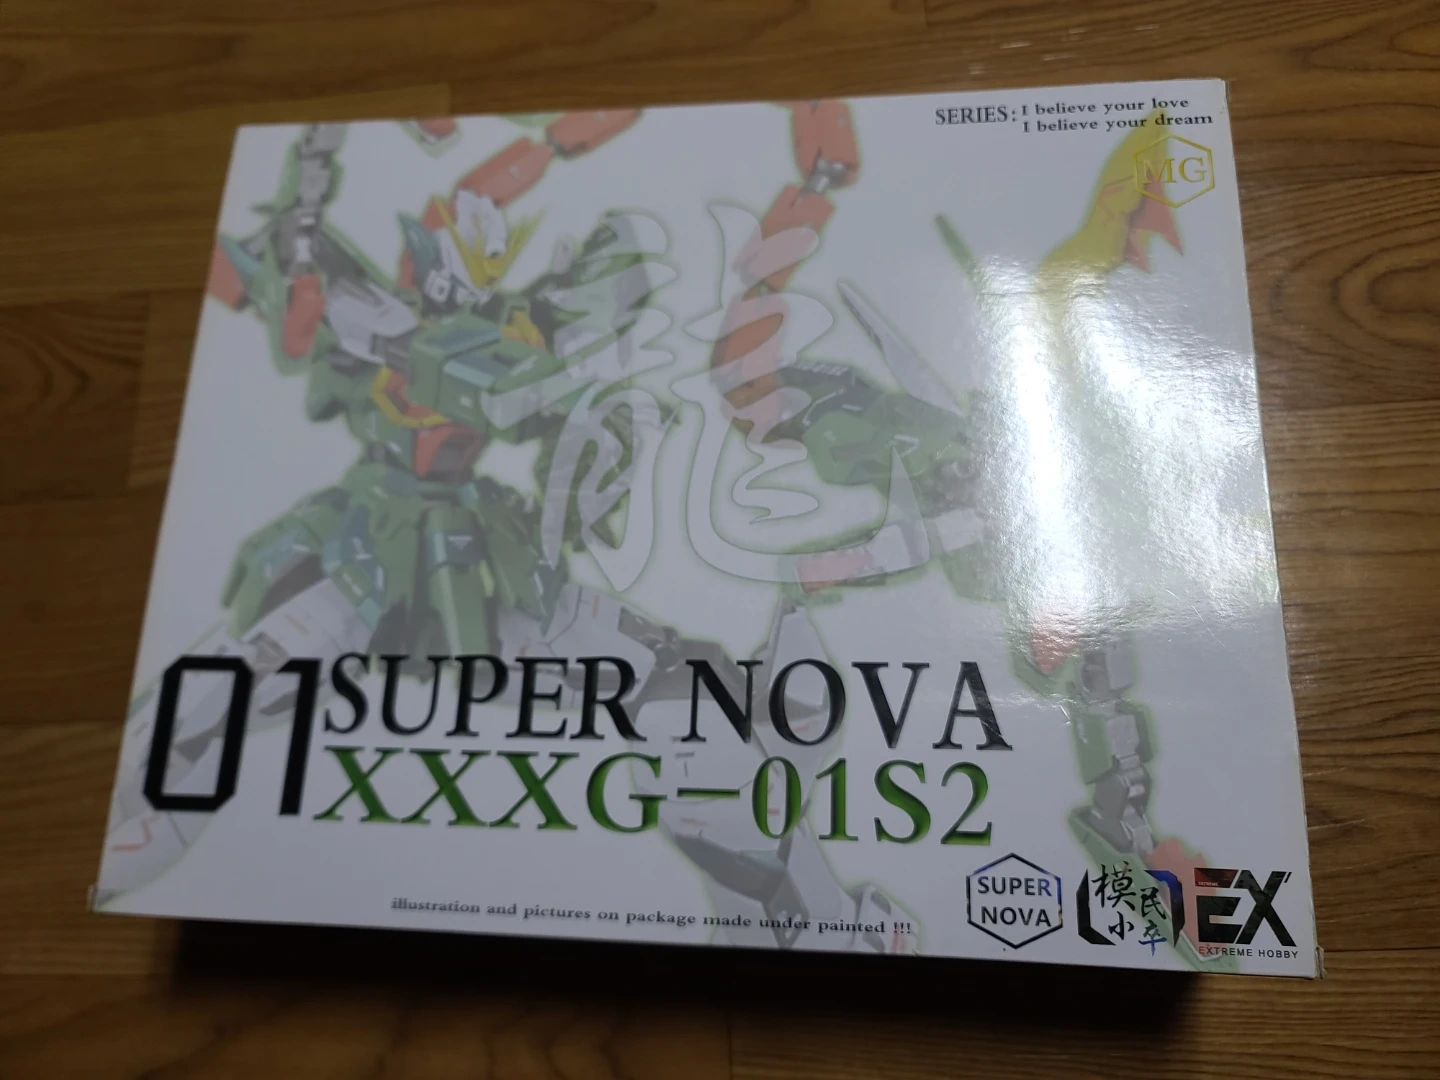 SERIES: I believe your love
I believe your dream
MG
龍
01 SUPER NOVA
XXXG-01S2
illustration and pictures on package made under painted !!!
SUPER
NOVA
模民
小卒
EX
EXTREME HOBBY